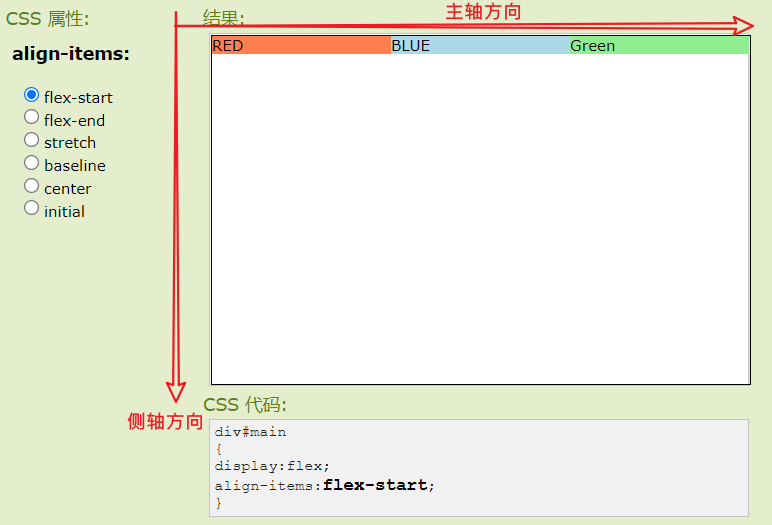 CSS 属性:
align-items:
flex-start
flex-end
stretch
baseline
center
initial
结果:
主轴方向
RED
BLUE
Green
侧轴方向
CSS 代码:
div#main
{
display:flex;
align-items:flex-start;
}